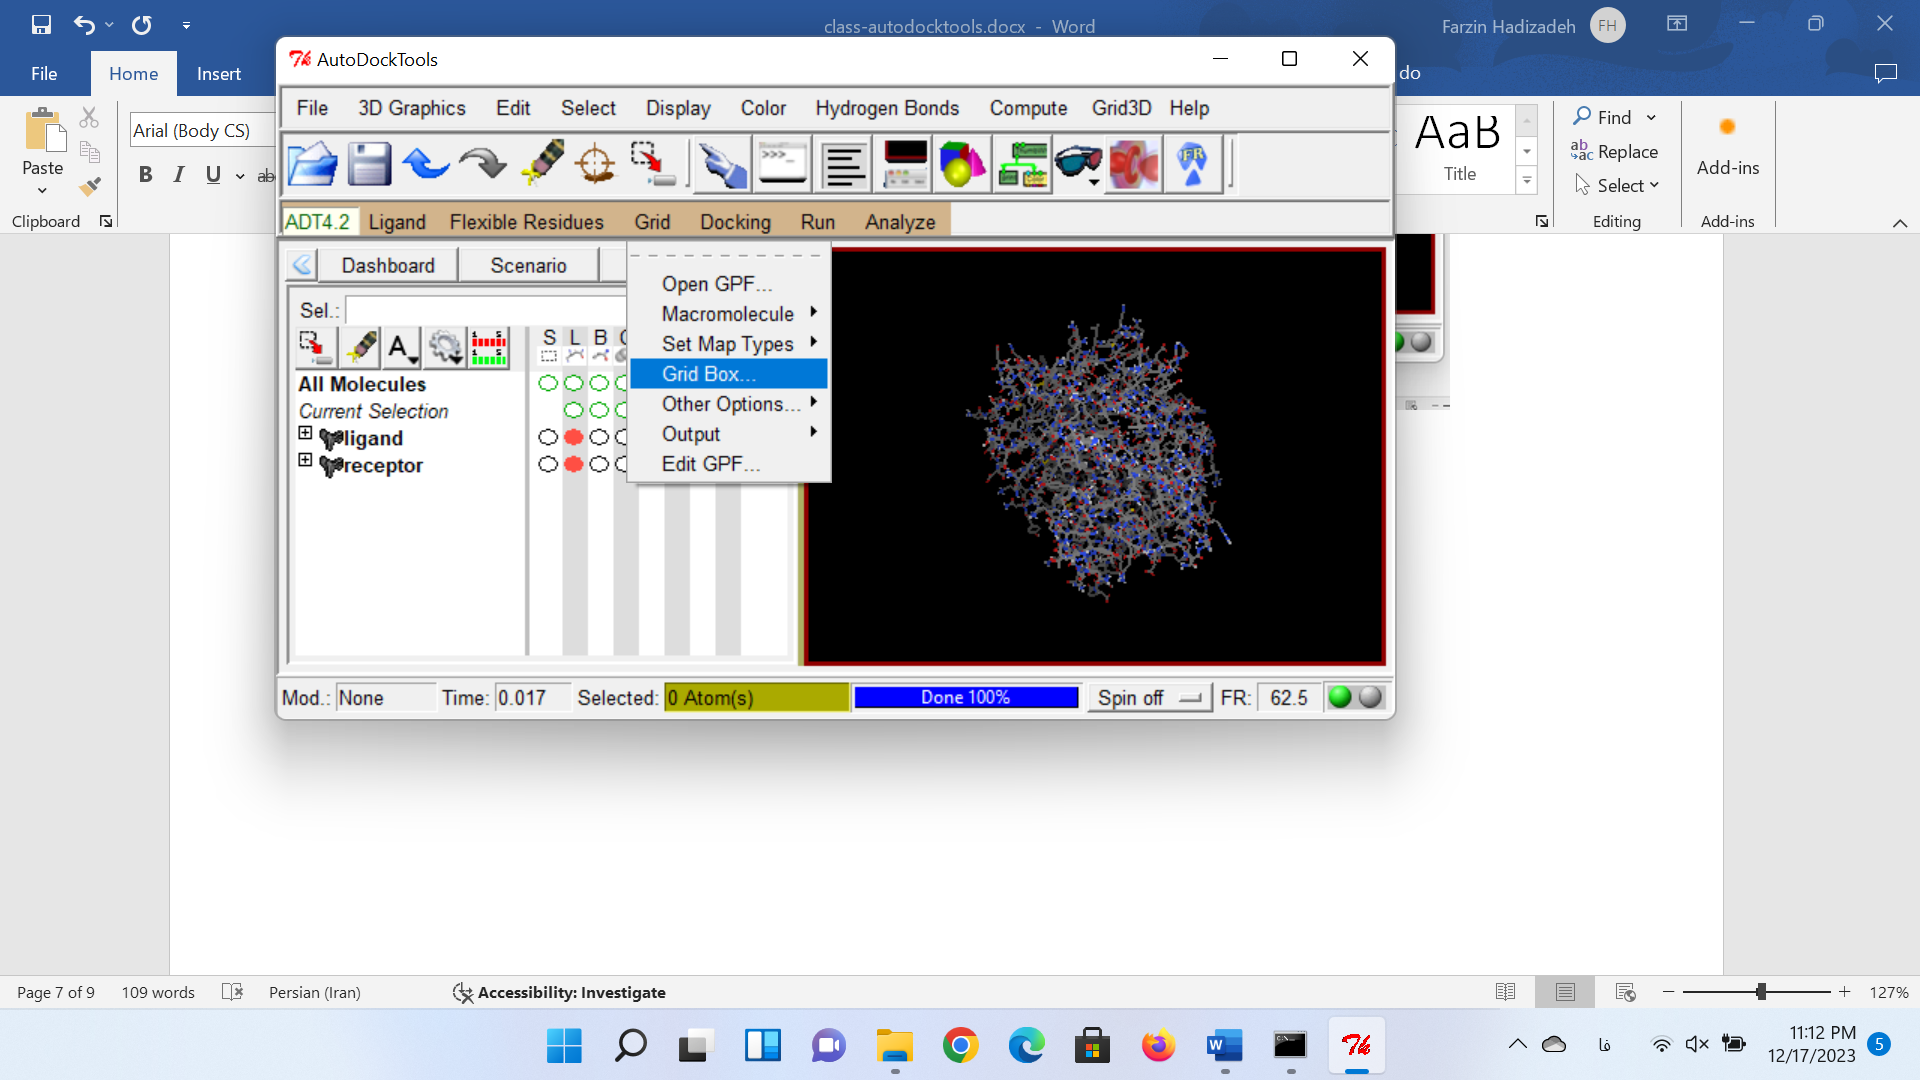 class-autodocktools.docx - Word
Farzin Hadizadeh FH
File Home Insert do
AutoDockTools
File 3D Graphics Edit Select Display Color Hydrogen Bonds Compute Grid3D Help
Arial (Body CS)
Paste
B I U ab
Clipboard
AaB
Title
Find
Replace
Select
Editing
Add-ins
Add-ins
ADT4.2 Ligand Flexible Residues Grid Docking Run Analyze
Dashboard Scenario
Sel.:
Open GPF...
Macromolecule
Set Map Types
Grid Box...
Other Options...
Output
Edit GPF...
S L B C
All Molecules
Current Selection
ligand
receptor
Mod.: None Time: 0.017 Selected: 0 Atom(s) Done 100% Spin off FR: 62.5
Page 7 of 9 109 words Persian (Iran) Accessibility: Investigate 127%
فا
11:12 PM
12/17/2023
5